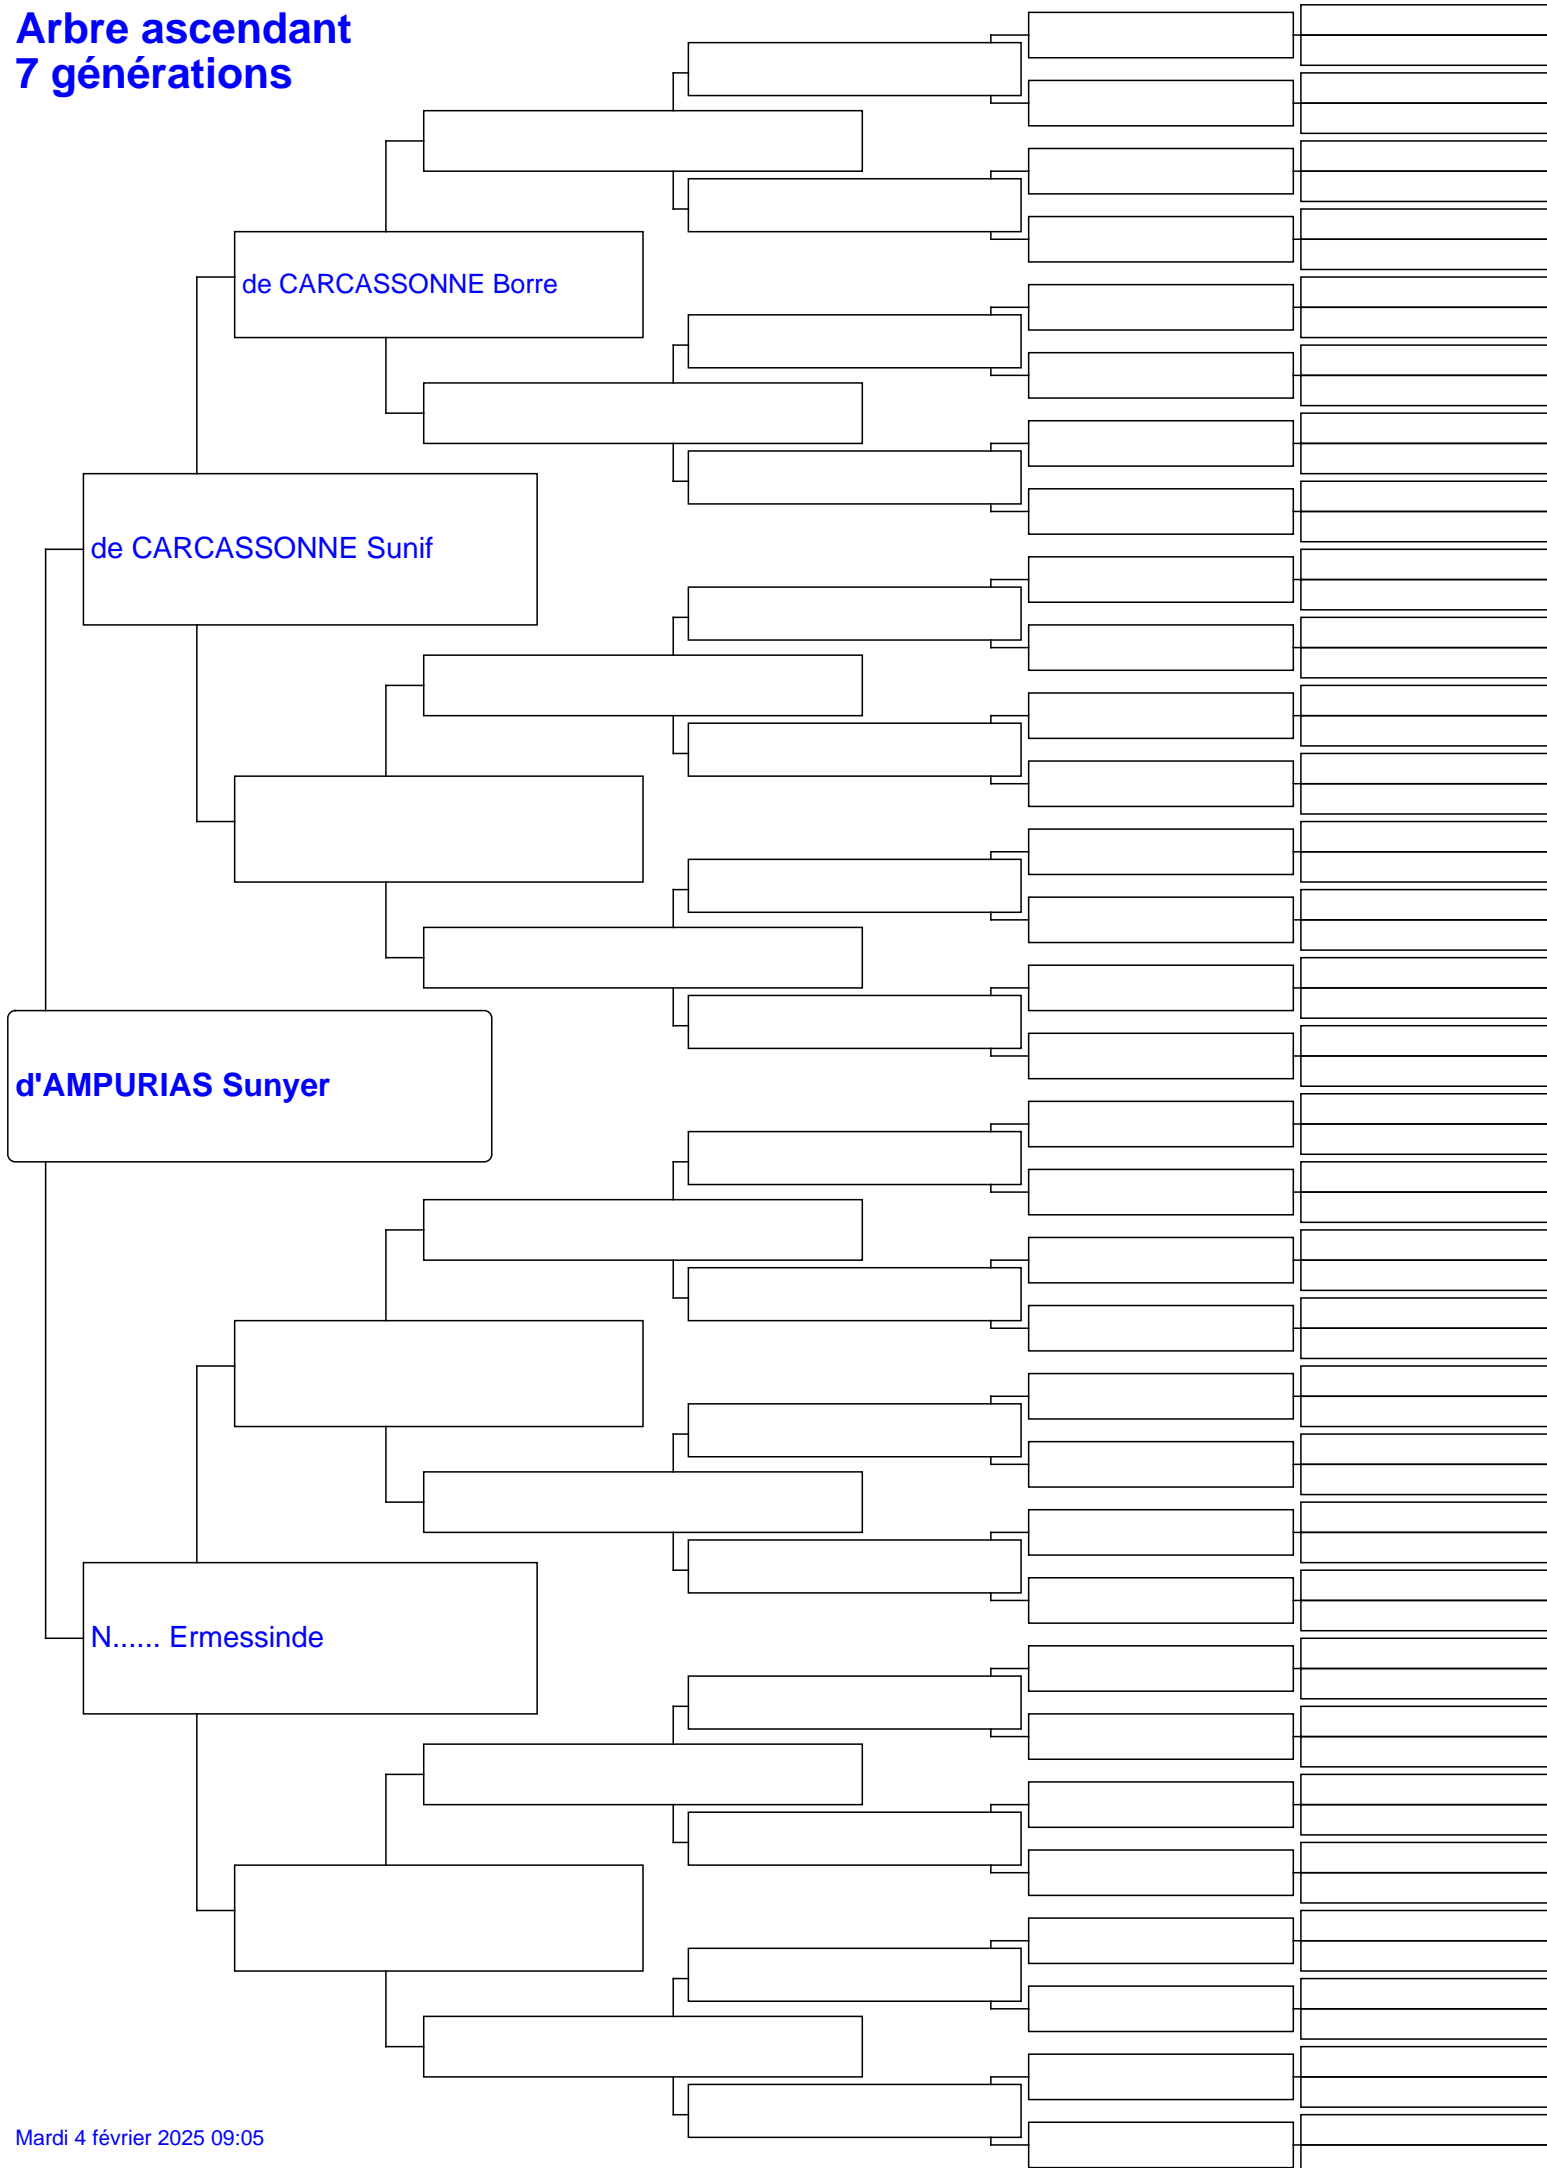 Arbre ascendant
7 générations
de CARCASSONNE Borre
de CARCASSONNE Sunif
d'AMPURIAS Sunyer
N...... Ermessinde
Mardi 4 février 2025 09:05